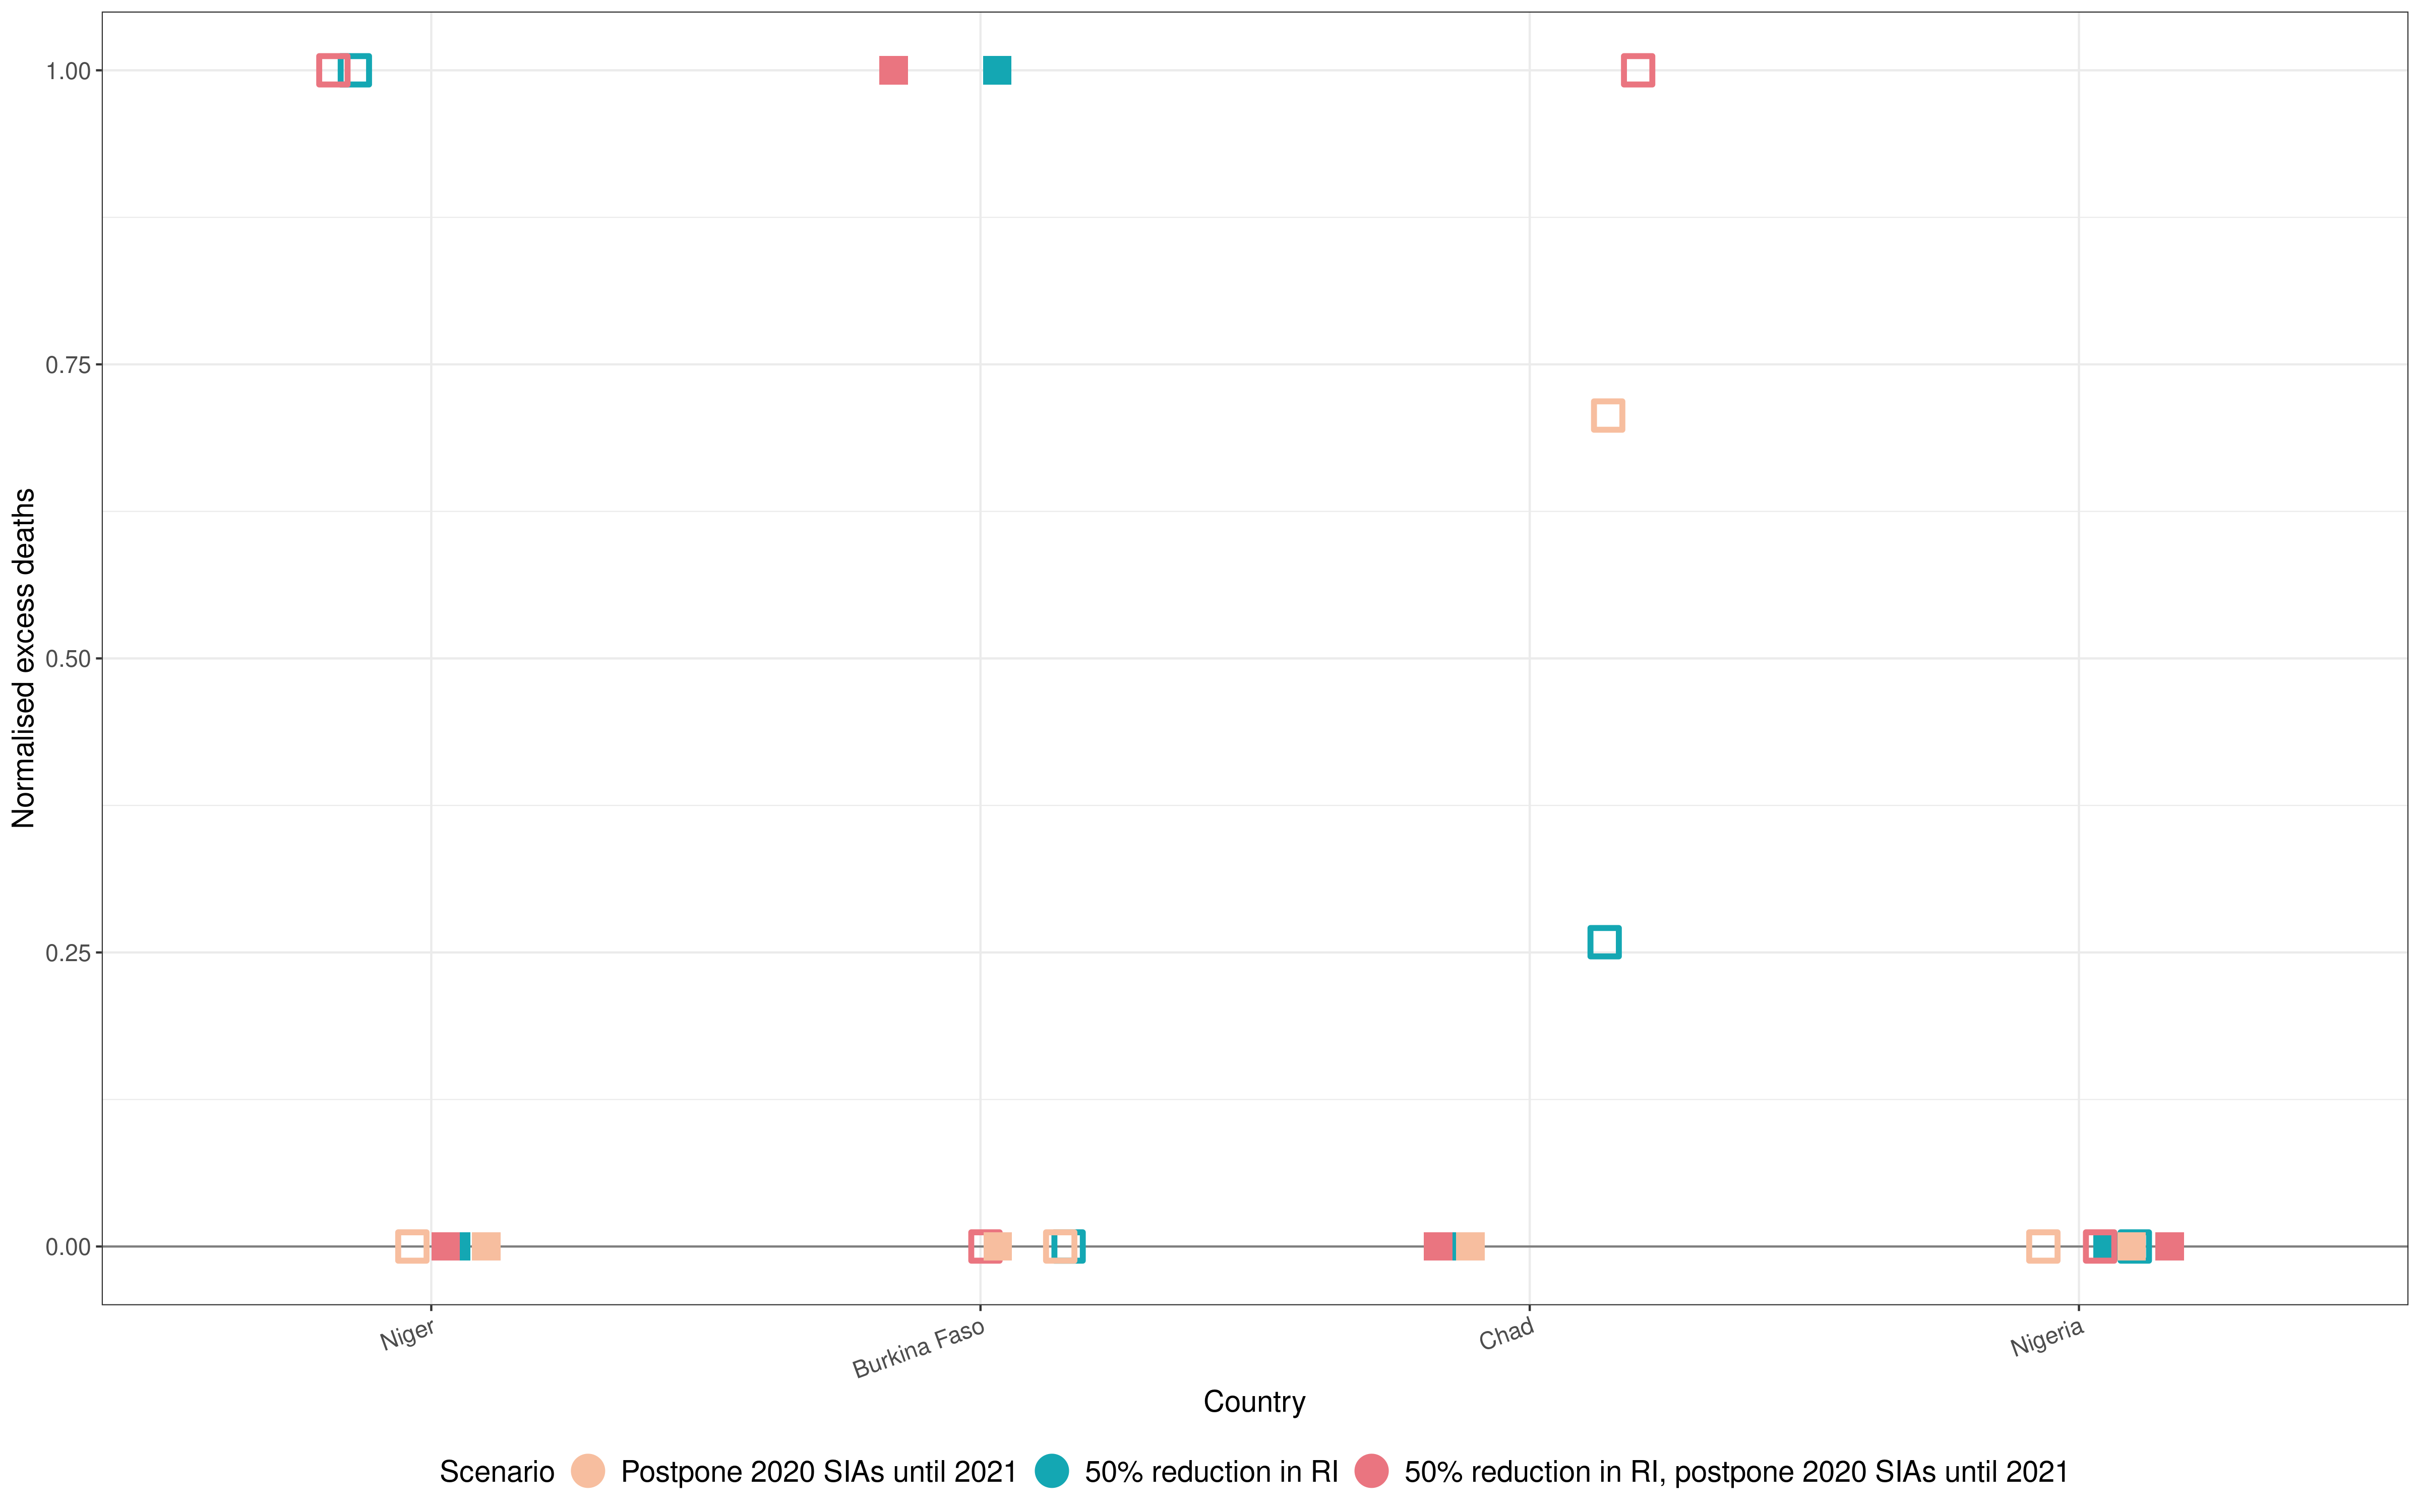 Normalised excess deaths
1.00
0.75
0.50
0.25
0.00
Niger
Burkina Faso
Chad
Nigeria
Country
Scenario Postpone 2020 SIAs until 2021 50% reduction in RI 50% reduction in RI, postpone 2020 SIAs until 2021